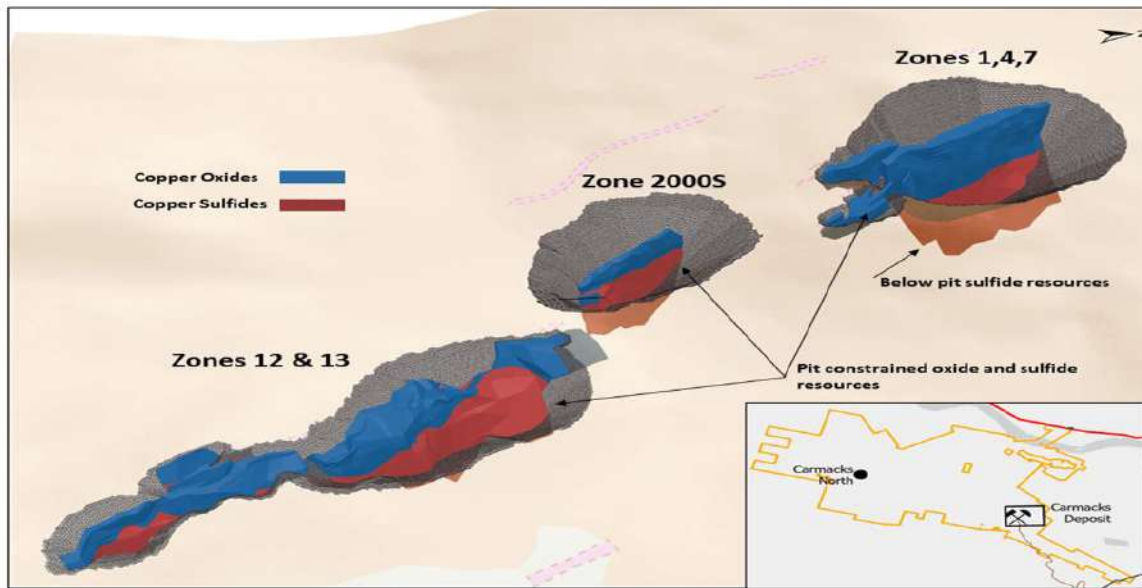 Zones 1,4,7
Copper Oxides
Zone 2000S
Copper Sulfides
Below pit sulfide resources
Zones 12 & 13
Pit constrained oxide and sulfide
resources
Carmacks
North
Carmacks
Deposit